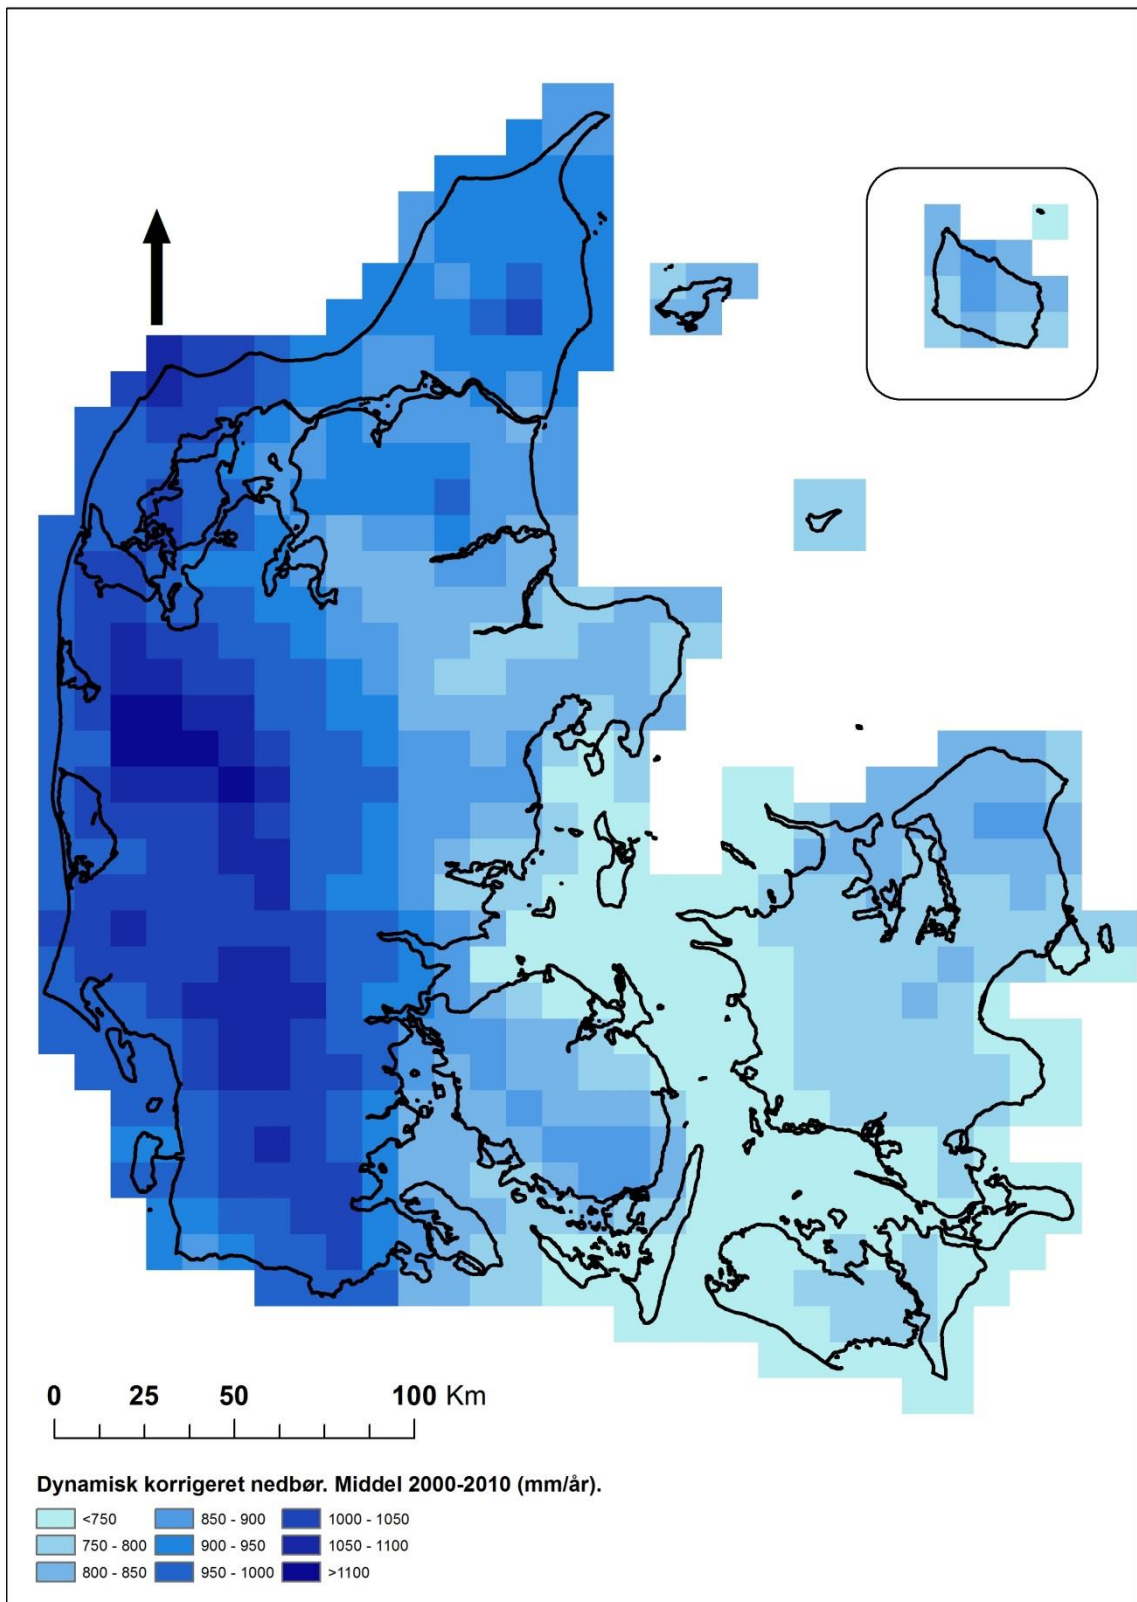 0 25 50 100 Km
Dynamisk korrigeret nedbør. Middel 2000-2010 (mm/år).
<750 850 - 900 1000 - 1050
750 - 800 900 - 950 1050 - 1100
800 - 850 950 - 1000 >1100